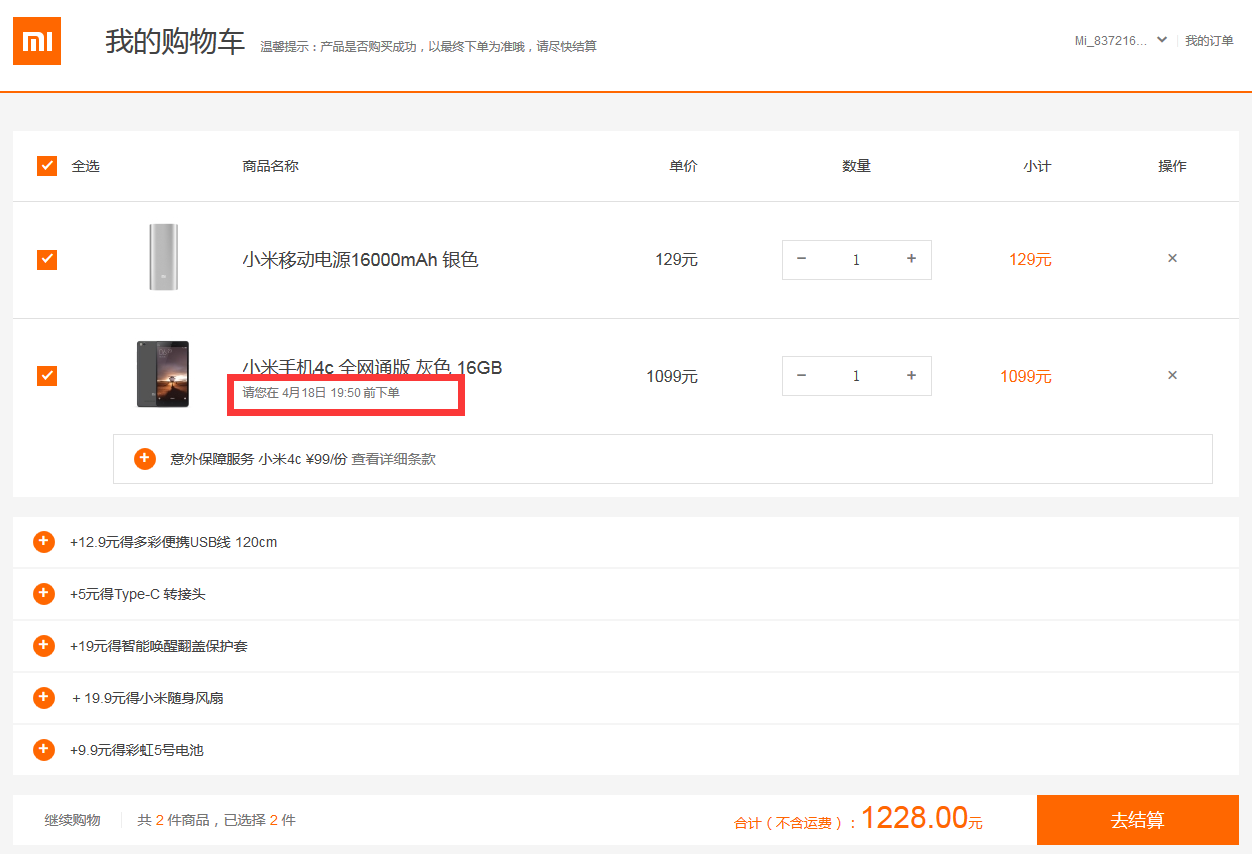 mi
我的购物车 温馨提示：产品是否购买成功，以最终下单为准哦，请尽快结算 Mi_837216... 我的订单
全选 商品名称 单价 数量 小计 操作
小米移动电源16000mAh 银色 129元 − 1 + 129元 ×
小米手机4c 全网通版 灰色 16GB
请您在 4月18日 19:50 前下单
1099元 − 1 + 1099元 ×
意外保障服务 小米4c ¥99/份 查看详细条款
+12.9元得多彩便携USB线 120cm
+5元得Type-C 转接头
+19元得智能唤醒翻盖保护套
+ 19.9元得小米随身风扇
+9.9元得彩虹5号电池
继续购物 共 2 件商品，已选择 2 件 合计（不含运费）：1228.00元 去结算